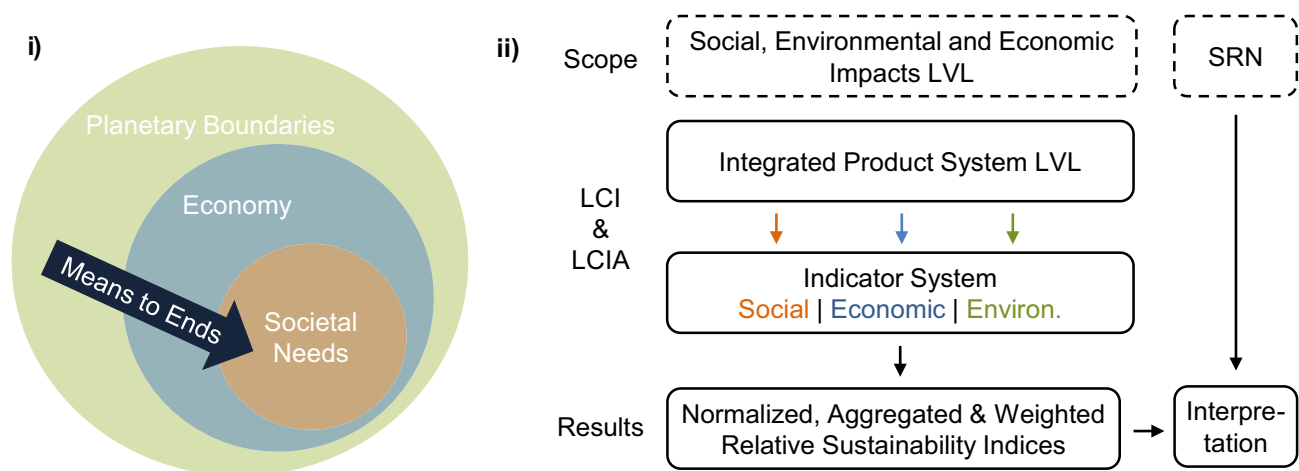 i)
Planetary Boundaries
Economy
Means to Ends
Societal
Needs
ii)
Scope
Social, Environmental and Economic
Impacts LVL
SRN
LCI
&
LCIA
Integrated Product System LVL
Indicator System
Social | Economic | Environ.
Results
Normalized, Aggregated & Weighted
Relative Sustainability Indices
Interpre-
tation